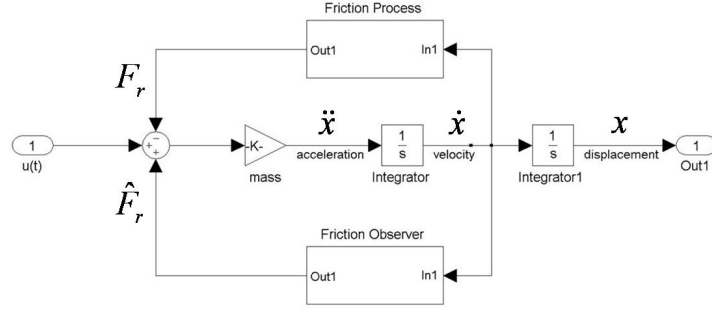 Friction Process
Out1 In1
F_r
1
u(t)
−
+
+
-K-
mass
ẍ
acceleration
1
s
Integrator
ẋ
velocity
1
s
Integrator1
x
displacement
1
Out1
F̂_r
Friction Observer
Out1 In1